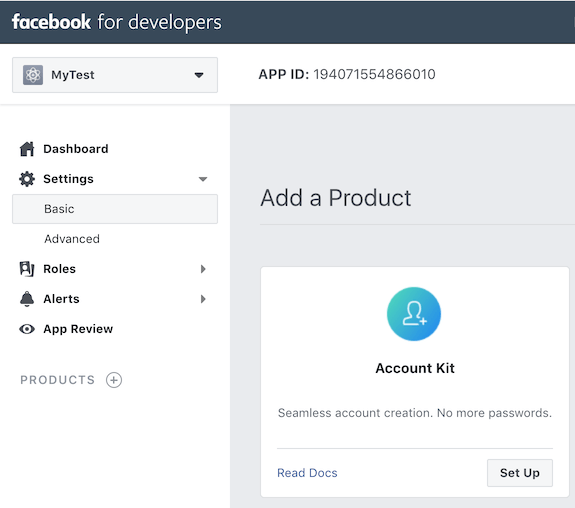 facebook for developers
MyTest
APP ID: 194071554866010
Dashboard
Settings
Basic
Advanced
Roles
Alerts
App Review
PRODUCTS
Add a Product
Account Kit
Seamless account creation. No more passwords.
Read Docs
Set Up